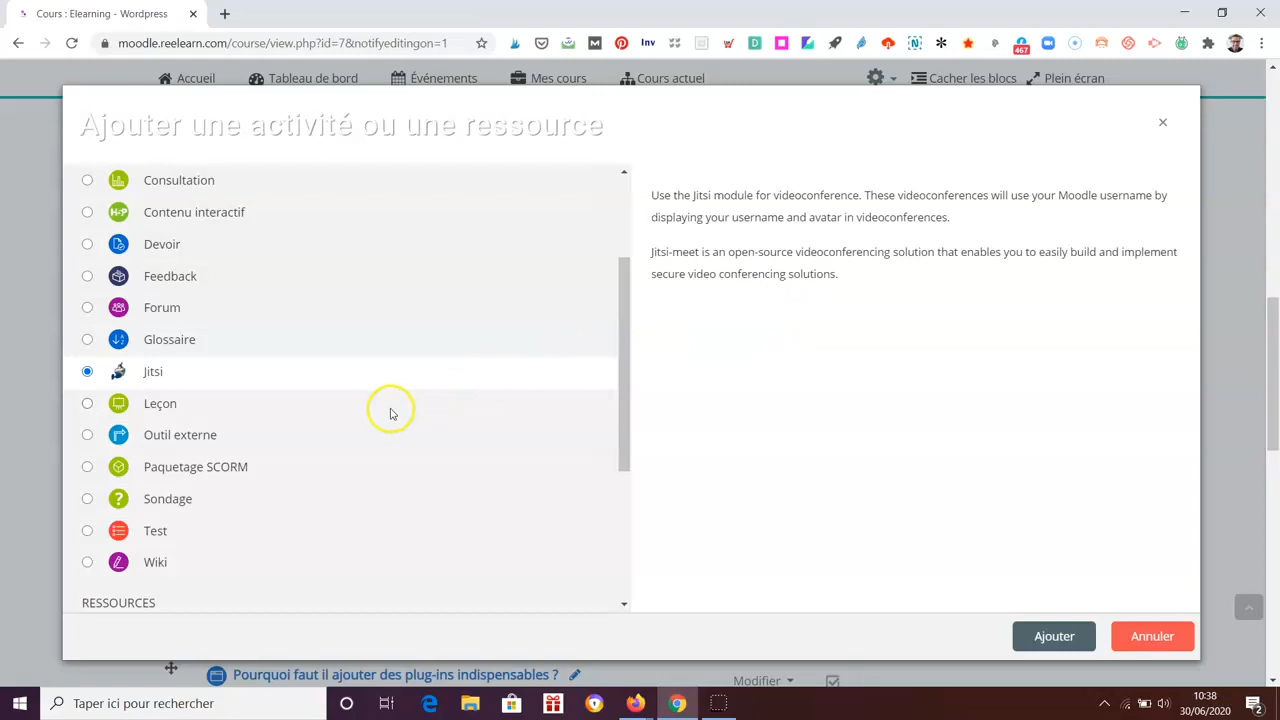 Cours : Elearning - Wordpress
moodle.reelearn.com/course/view.php?id=7&notifyeditingon=1
Inv
467
Accueil
Tableau de bord
Événements
Mes cours
Cours actuel
Cacher les blocs
Plein écran
Ajouter une activité ou une ressource
Consultation
Contenu interactif
Devoir
Feedback
Forum
Glossaire
Jitsi
Leçon
Outil externe
Paquetage SCORM
Sondage
Test
Wiki
RESSOURCES
Use the Jitsi module for videoconference. These videoconferences will use your Moodle username by
displaying your username and avatar in videoconferences.
Jitsi-meet is an open-source videoconferencing solution that enables you to easily build and implement
secure video conferencing solutions.
Ajouter
Annuler
Pourquoi faut il ajouter des plug-ins indispensables ?
Modifier
Taper ici pour rechercher
10:38
30/06/2020
2